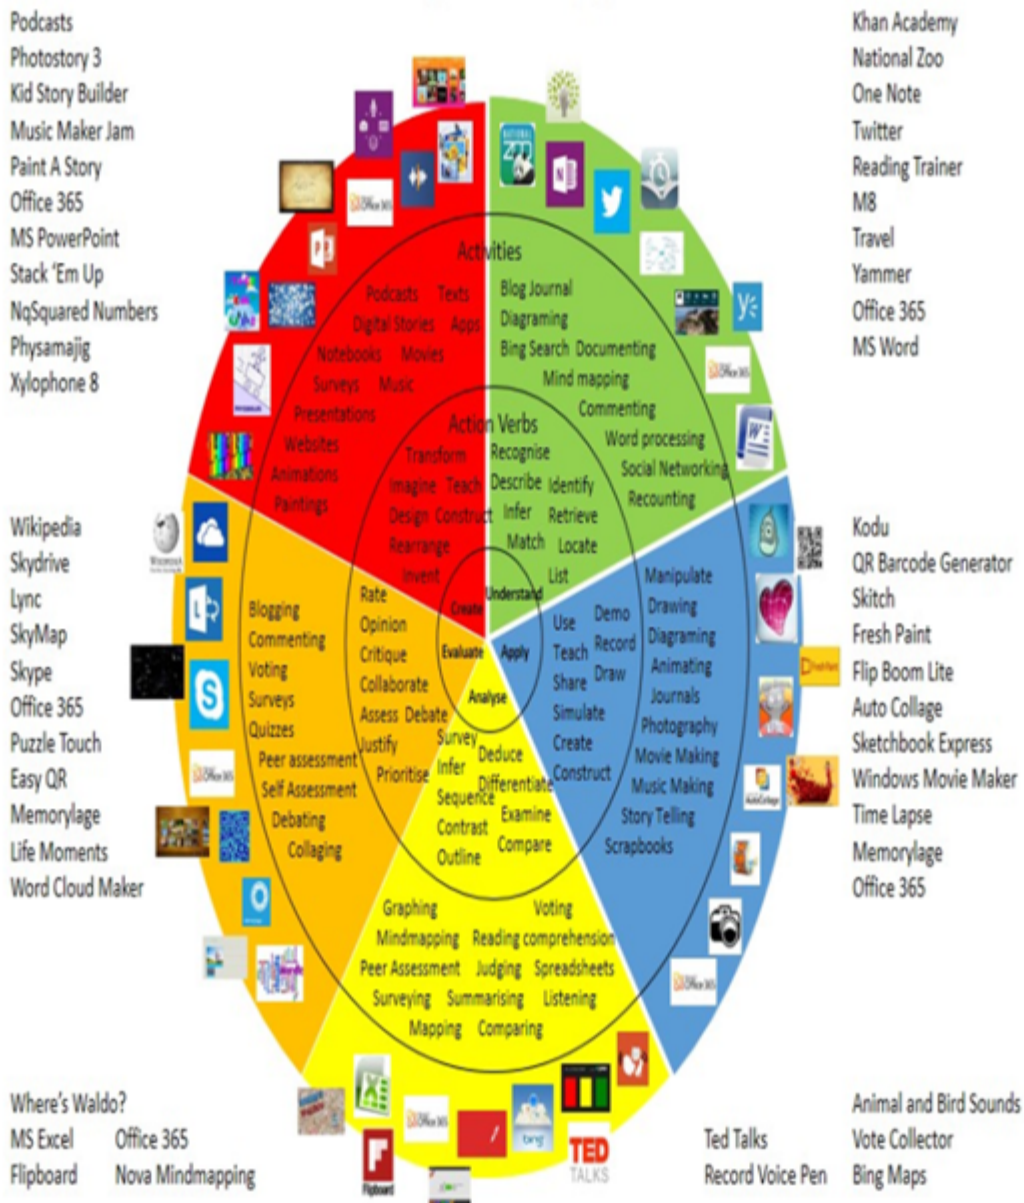 Podcasts
Photostory 3
Kid Story Builder
Music Maker Jam
Paint A Story
Office 365
MS PowerPoint
Stack 'Em Up
NqSquared Numbers
Physamajig
Xylophone 8
Khan Academy
National Zoo
One Note
Twitter
Reading Trainer
M8
Travel
Yammer
Office 365
MS Word
Activities
Podcasts Texts
Digital Stories Apps
Notebooks Movies
Surveys Music
Presentations
Websites
Animations
Paintings
Blog Journal
Diagraming
Bing Search Documenting
Mind mapping
Commenting
Word processing
Social Networking
Recounting
Action Verbs
Transform
Imagine Teach
Design Construct
Rearrange
Invent
Create
Recognise
Describe Identify
Infer Retrieve
Match Locate
List
Understand
Wikipedia
Skydrive
Lync
SkyMap
Skype
Office 365
Puzzle Touch
Easy QR
Memorylage
Life Moments
Word Cloud Maker
Blogging
Commenting
Voting
Surveys
Quizzes
Peer assessment
Self Assessment
Debating
Collaging
Rate
Opinion
Critique
Collaborate
Assess Debate
Justify
Prioritise
Evaluate
Apply
Analyse
Use Demo
Teach Record
Share Draw
Simulate
Create
Construct
Manipulate
Drawing
Diagraming
Animating
Journals
Photography
Movie Making
Music Making
Story Telling
Scrapbooks
Kodu
QR Barcode Generator
Skitch
Fresh Paint
Flip Boom Lite
Auto Collage
Sketchbook Express
Windows Movie Maker
Time Lapse
Memorylage
Office 365
Survey
Deduce
Infer
Differentiate
Sequence
Examine
Contrast
Compare
Outline
Graphing Voting
Mindmapping Reading comprehension
Peer Assessment Judging Spreadsheets
Surveying Summarising Listening
Mapping Comparing
NATIONAL
ZOO
WIKIPEDIA
AutoCollage
bing
Flipboard
TED
TALKS
Where's Waldo?
MS Excel Office 365
Flipboard Nova Mindmapping
Ted Talks
Record Voice Pen
Animal and Bird Sounds
Vote Collector
Bing Maps